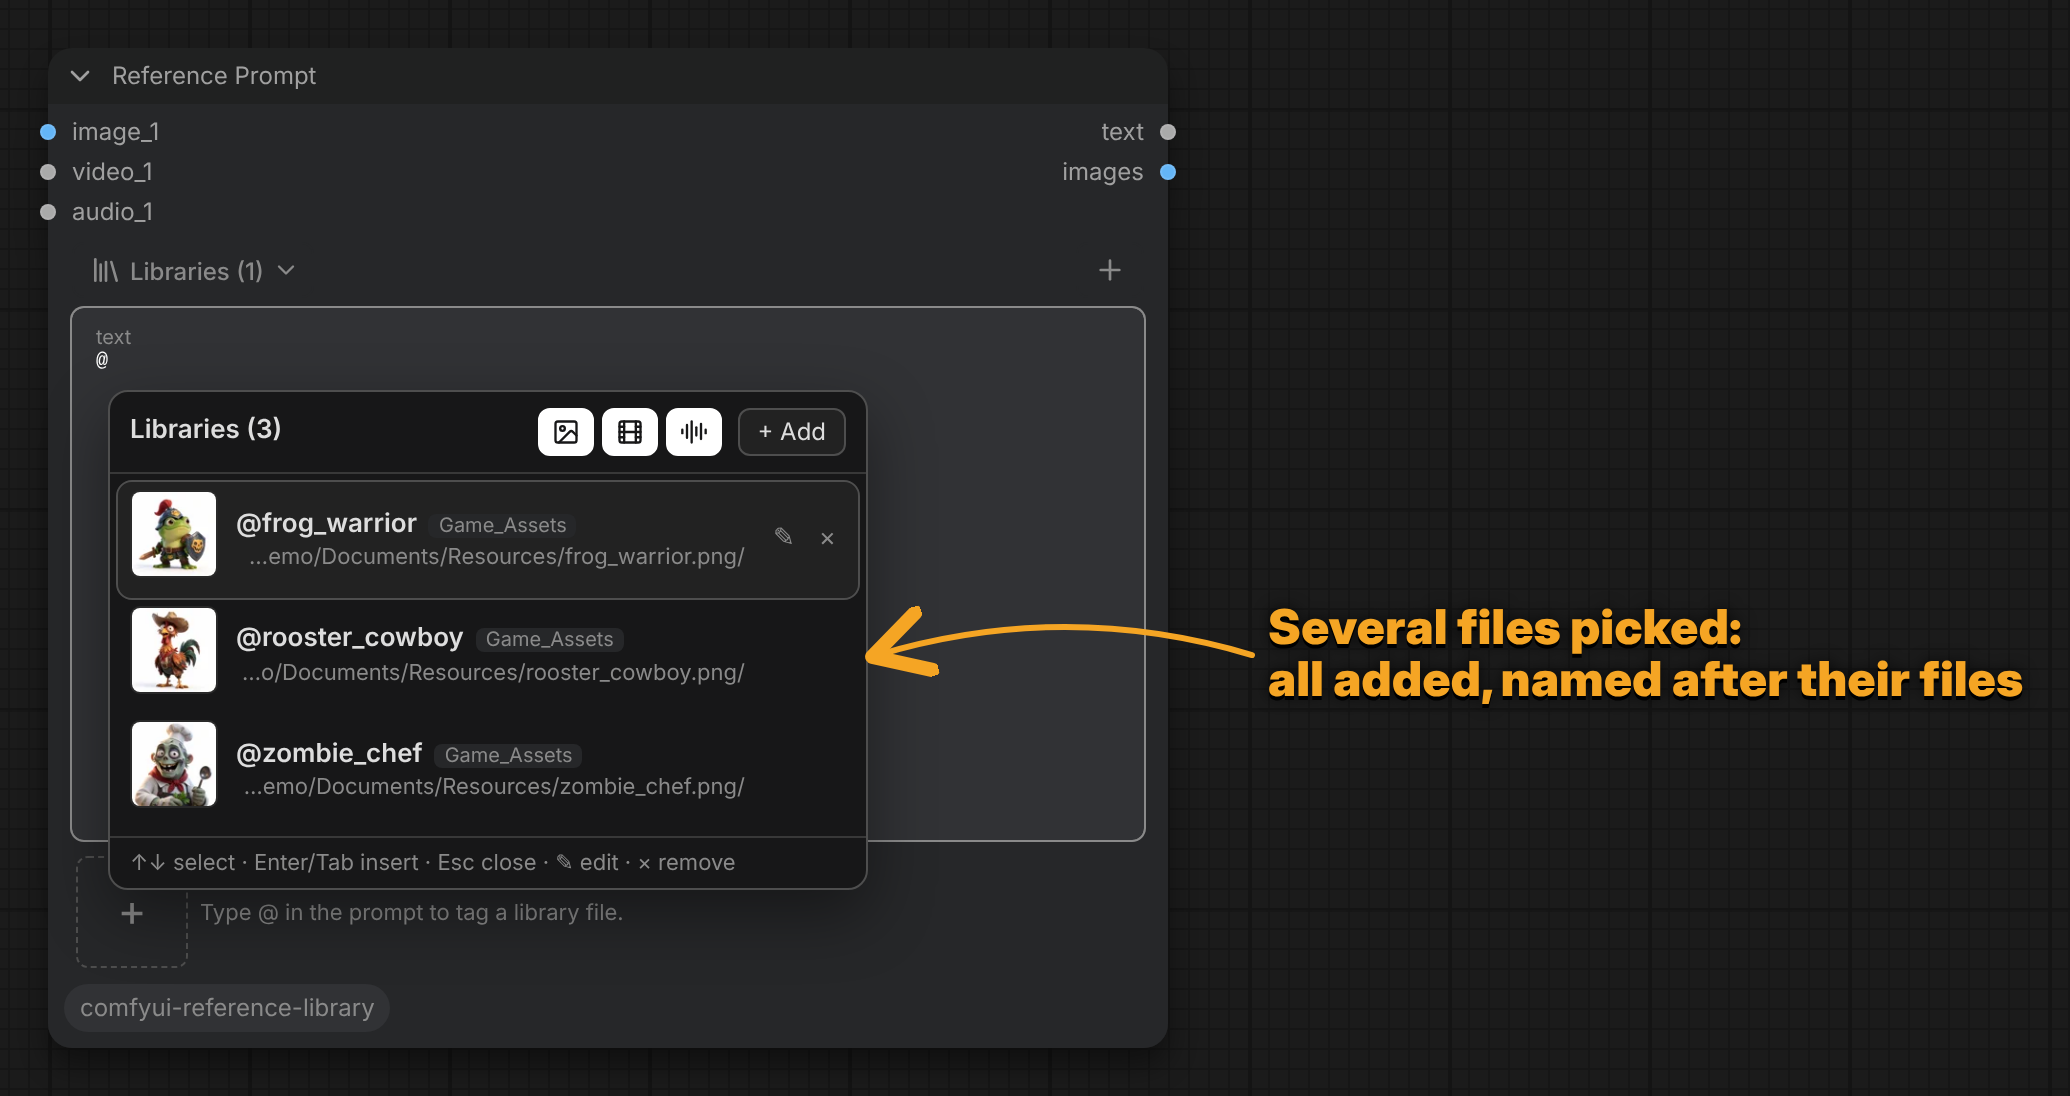 Reference Prompt
image_1
text
video_1
images
audio_1
Libraries (1)
text
@
Libraries (3)
+ Add
@frog_warrior Game_Assets
...emo/Documents/Resources/frog_warrior.png/
@rooster_cowboy Game_Assets
...o/Documents/Resources/rooster_cowboy.png/
@zombie_chef Game_Assets
...emo/Documents/Resources/zombie_chef.png/
↑↓ select · Enter/Tab insert · Esc close · ✎ edit · × remove
Type @ in the prompt to tag a library file.
comfyui-reference-library
Several files picked:
all added, named after their files